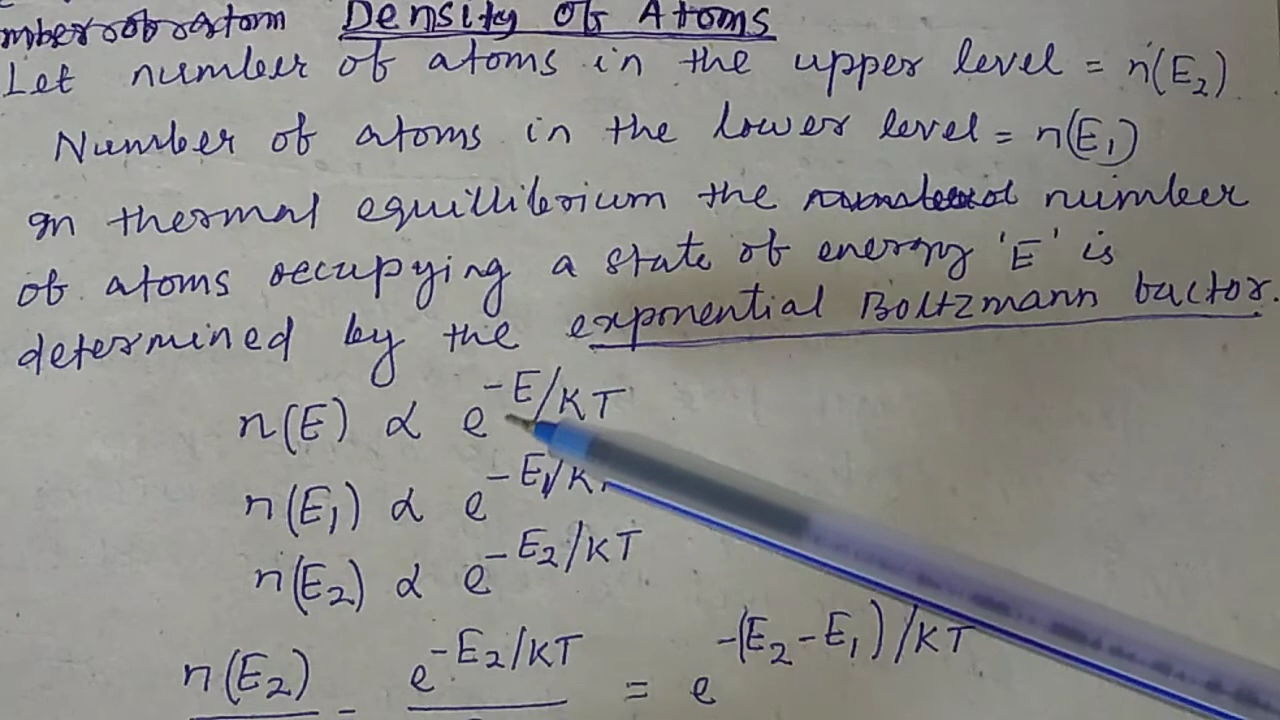 Density of Atoms
Let number of atoms in the upper level = n(E₂)
Number of atoms in the lower level = n(E₁)
In thermal equillibrium the number
of atoms occupying a state of energy 'E' is
determined by the exponential Boltzmann factor.
n(E) ∝ e^-E/KT
n(E₁) ∝ e^-E₁/K
n(E₂) ∝ e^-E₂/KT
n(E₂) = e^-E₂/KT = e^-(E₂-E₁)/KT